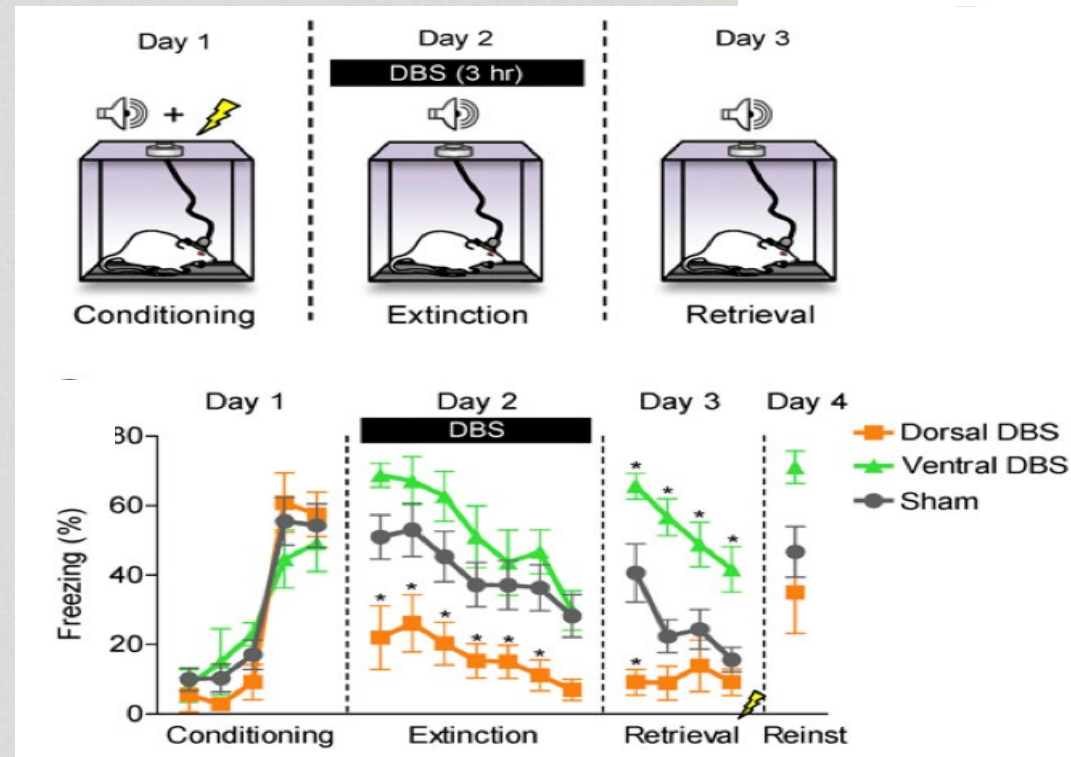 Day 1 Day 2 Day 3
DBS (3 hr)
+
Conditioning Extinction Retrieval
Day 1 Day 2 Day 3 Day 4
DBS
Dorsal DBS
Ventral DBS
Sham
Freezing (%)
80
60
40
20
0
* * * * * *
* * * *
*
Conditioning Extinction Retrieval Reinst